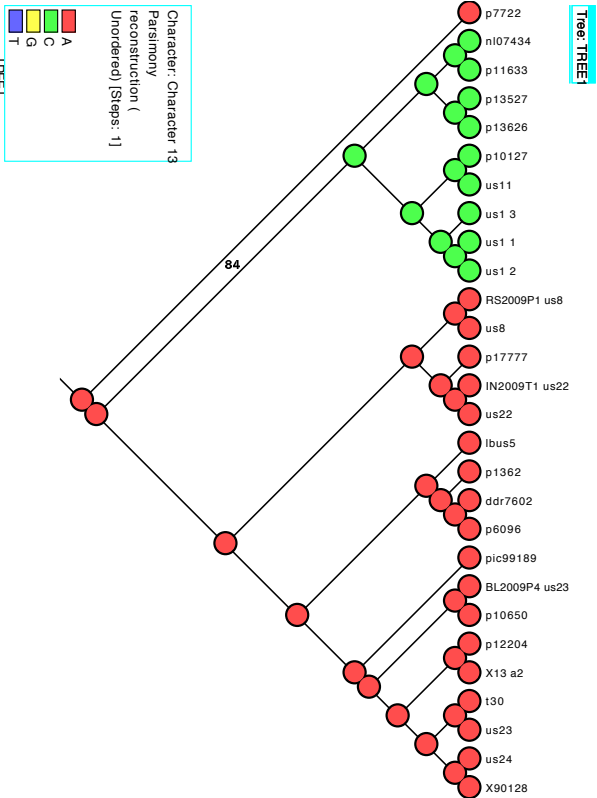 Tree: TREE1
Character: Character 13
Parsimony
reconstruction (
Unordered) [Steps: 1]
A
C
G
T
p7722
nl07434
p11633
p13527
p13626
p10127
us11
us1 3
us1 1
us1 2
84
RS2009P1 us8
us8
p17777
IN2009T1 us22
us22
lbus5
p1362
ddr7602
p6096
pic99189
BL2009P4 us23
p10650
p12204
X13 a2
t30
us23
us24
X90128